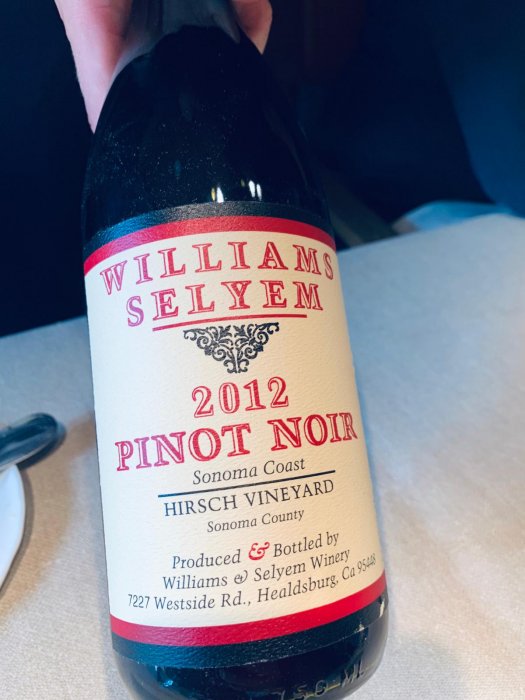 WILLIAMS
SELYEM
2012
PINOT NOIR
Sonoma Coast
HIRSCH VINEYARD
Sonoma County
Produced & Bottled by
Williams & Selyem Winery
7227 Westside Rd., Healdsburg, Ca 95448